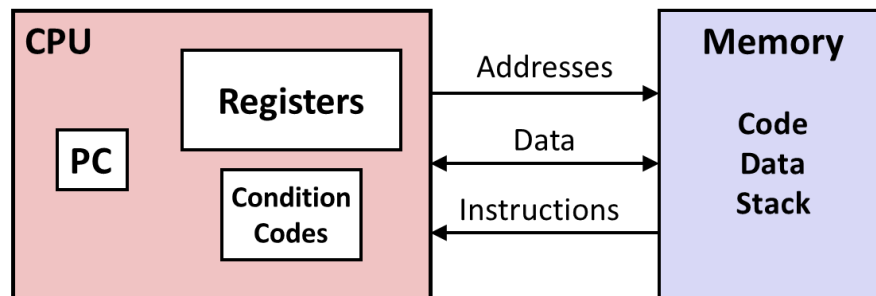 CPU
Registers
PC
Condition
Codes
Addresses
Data
Instructions
Memory
Code
Data
Stack